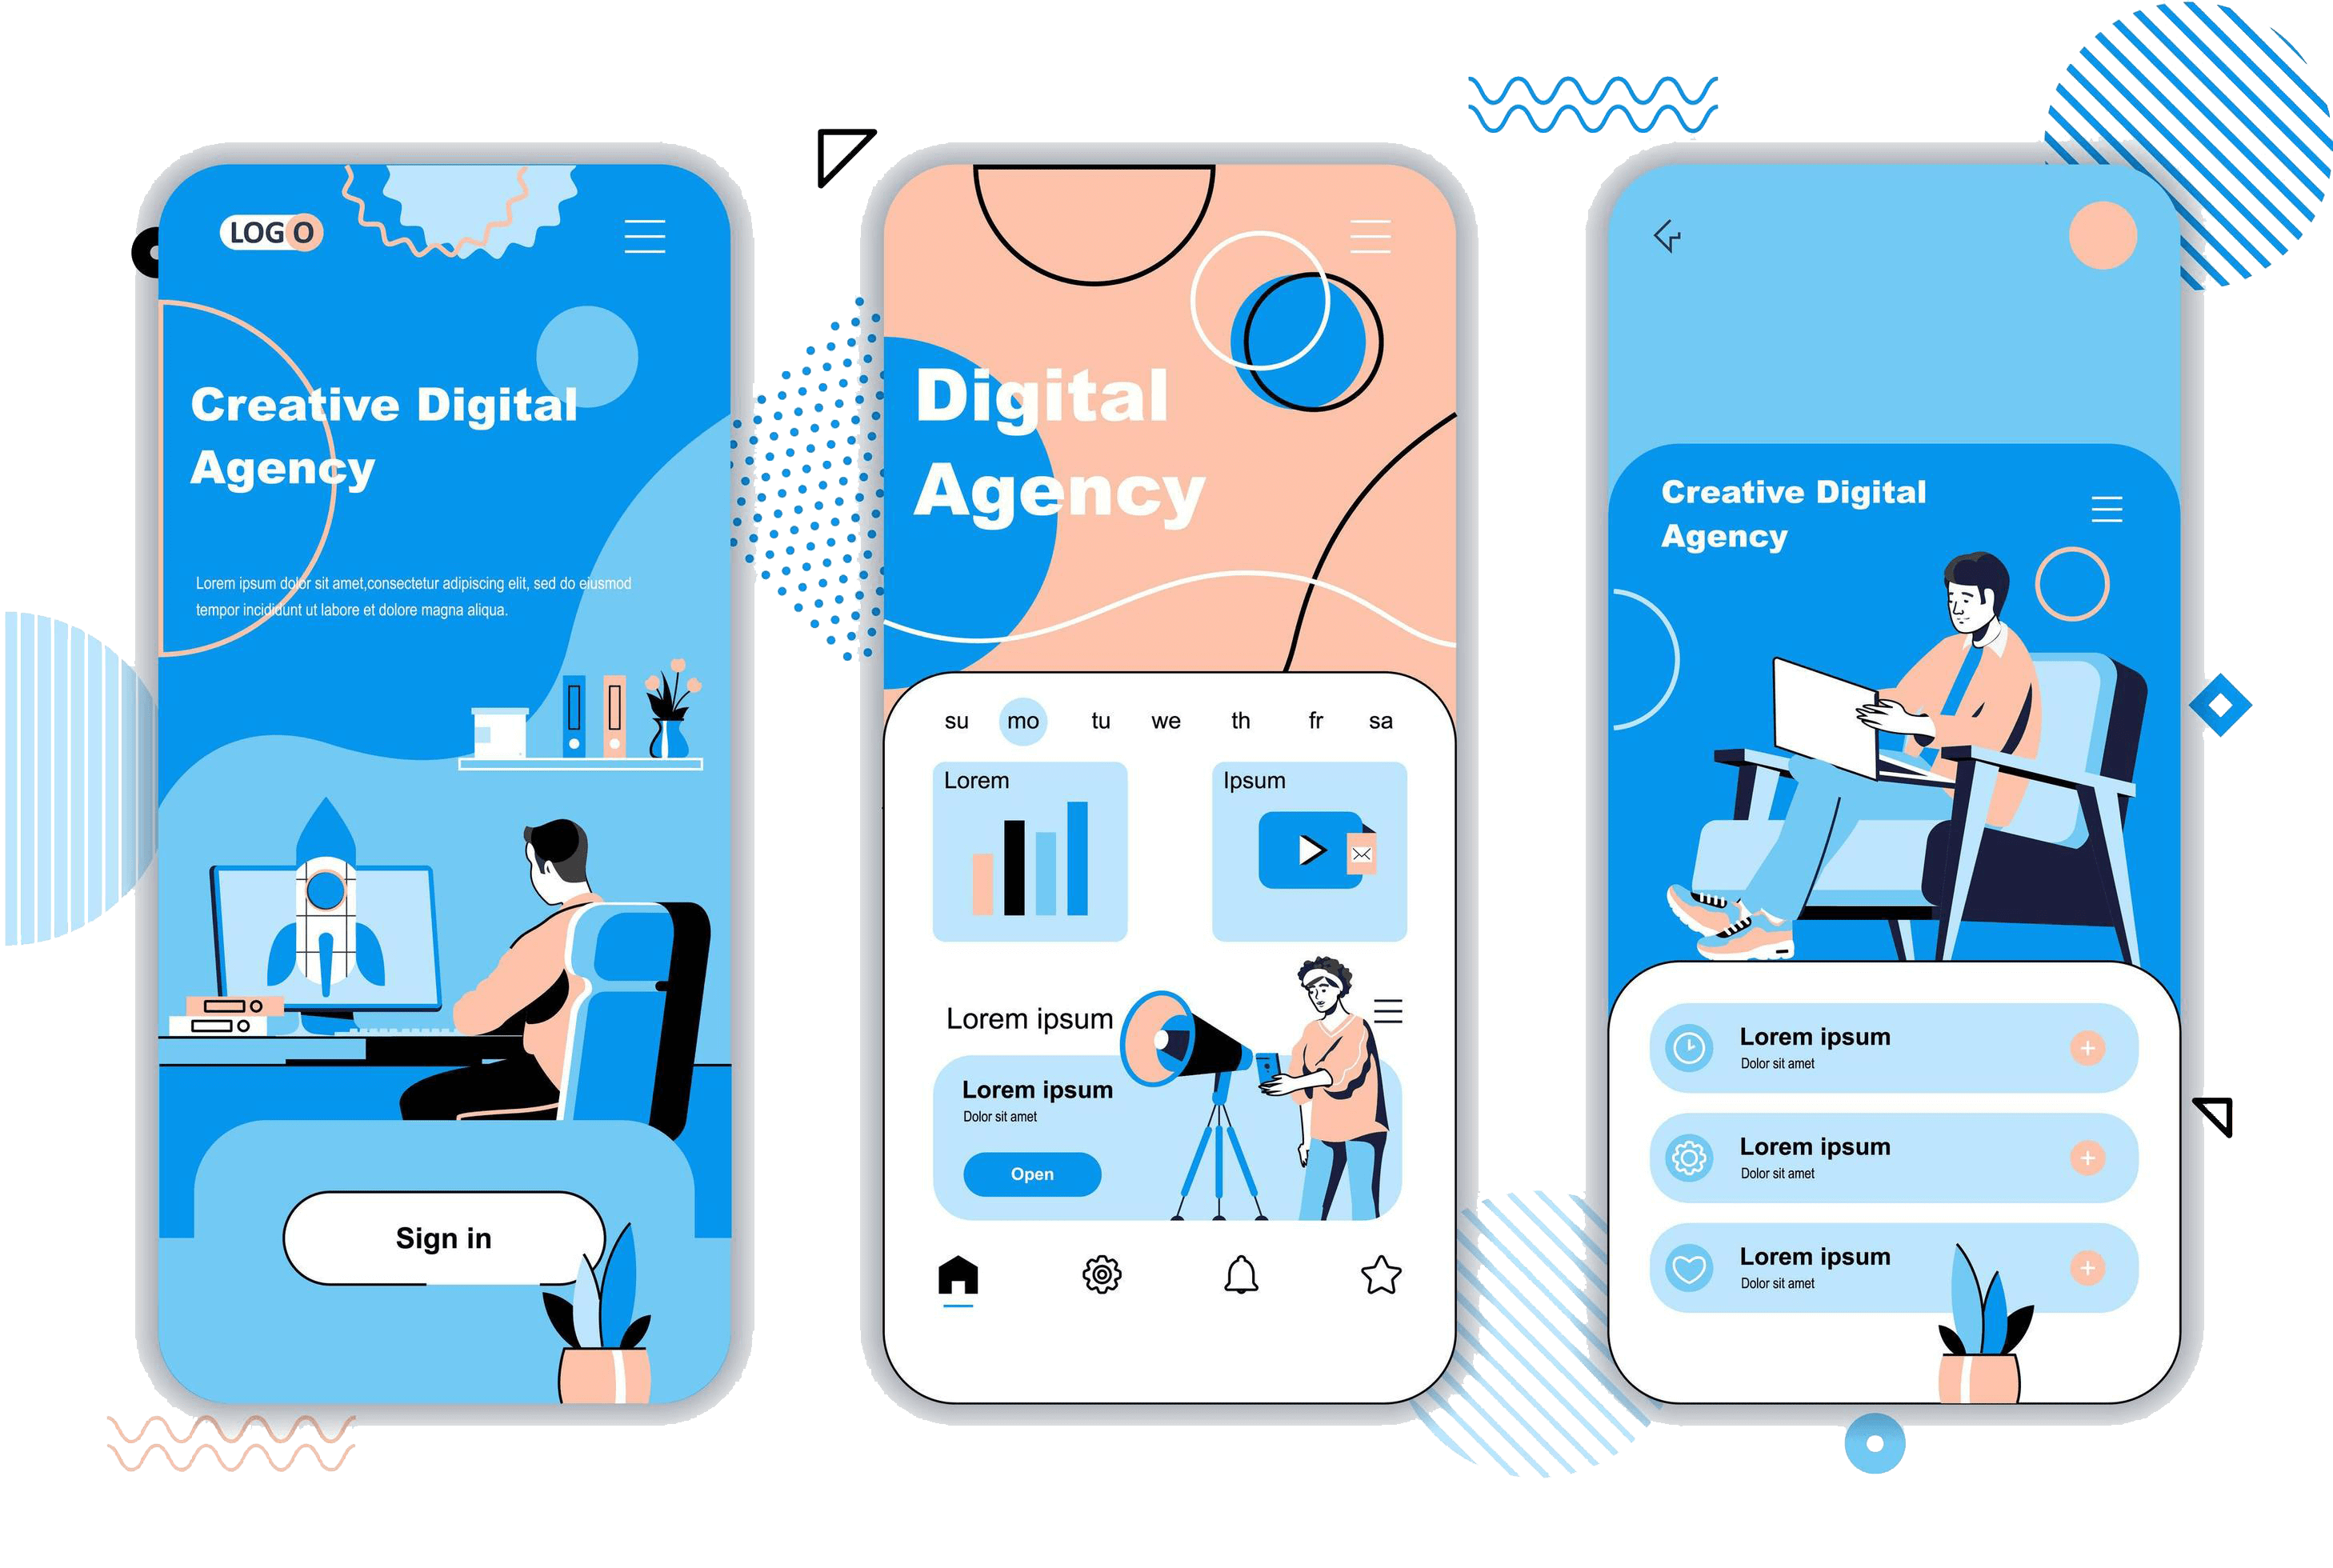 LOGO
Creative Digital
Agency
Lorem ipsum dolor sit amet,consectetur adipiscing elit, sed do eiusmod
tempor incididunt ut labore et dolore magna aliqua.
Sign in
Digital
Agency
su mo tu we th fr sa
Lorem
Ipsum
Lorem ipsum
Lorem ipsum
Dolor sit amet
Open
Creative Digital
Agency
Lorem ipsum
Dolor sit amet
Lorem ipsum
Dolor sit amet
Lorem ipsum
Dolor sit amet